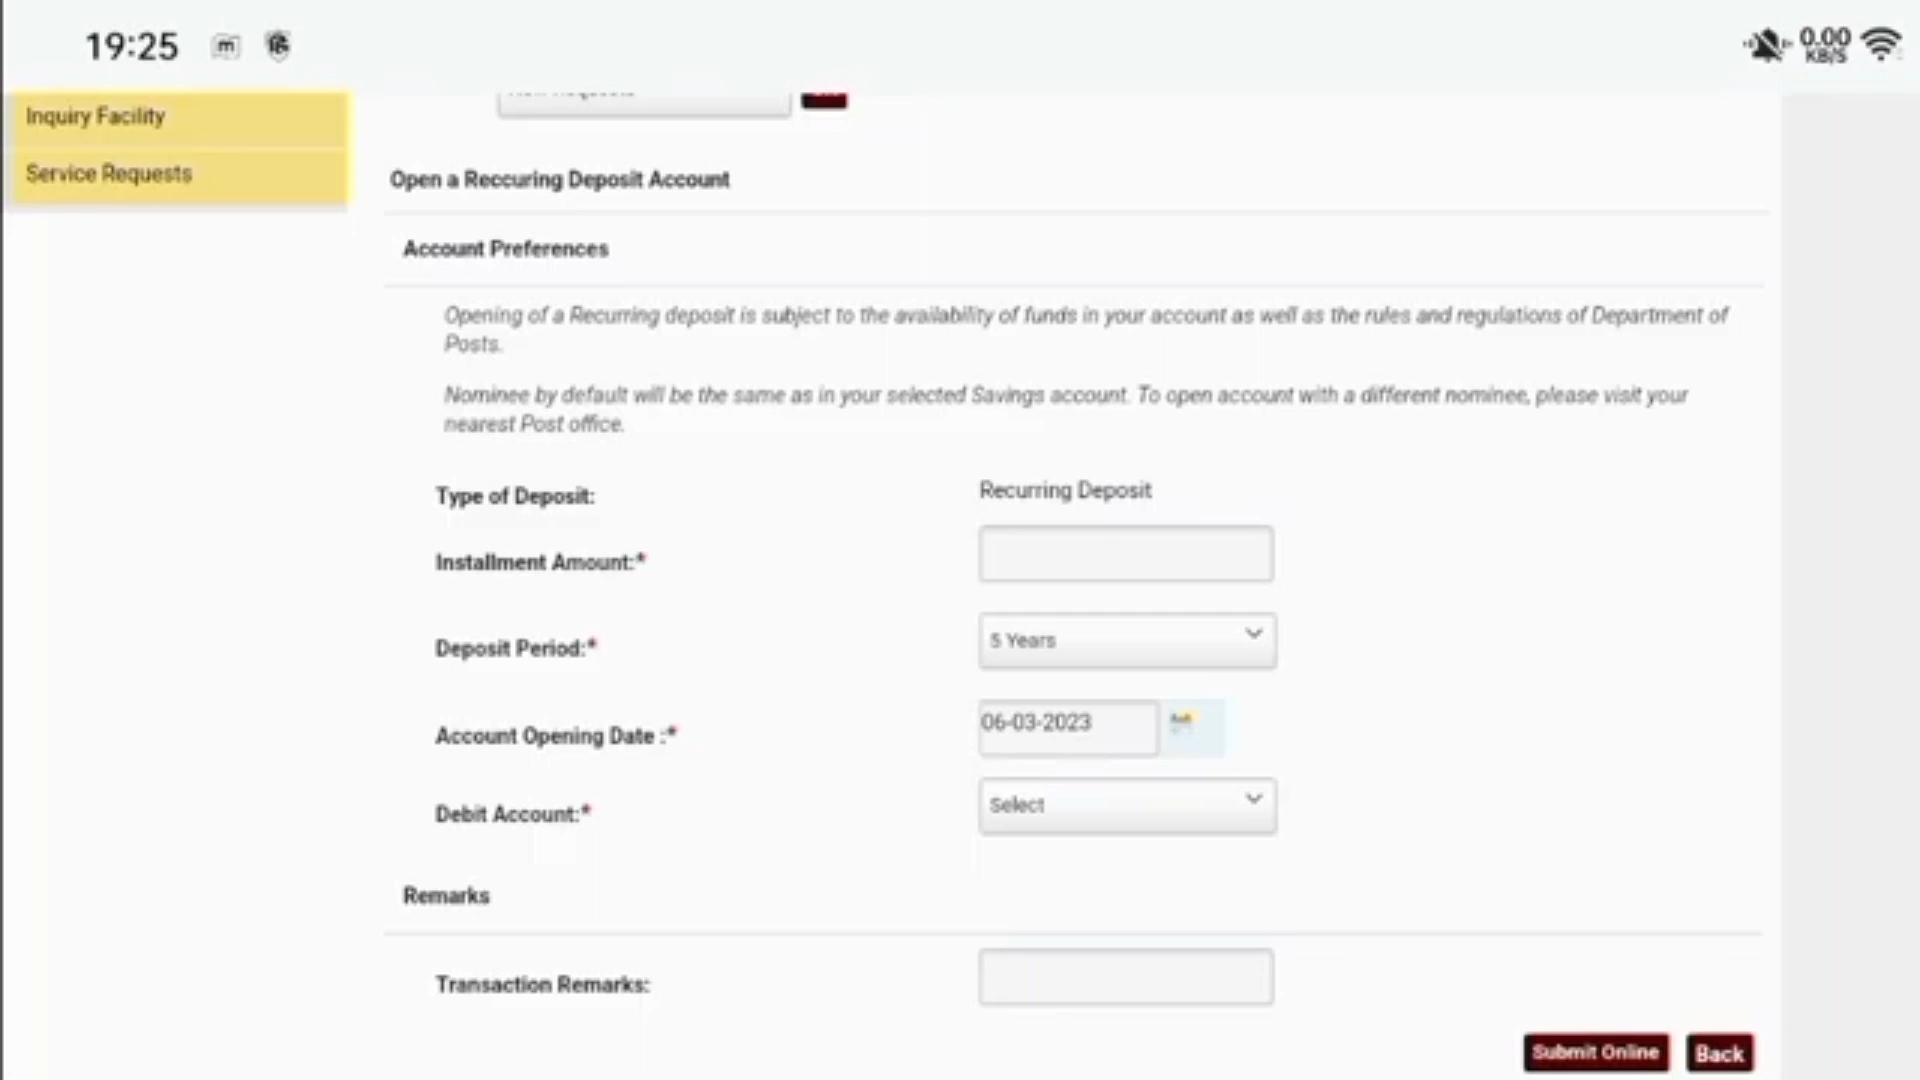 19:25
0.00
KB/S
Inquiry Facility
Service Requests
Open a Reccuring Deposit Account
Account Preferences
Opening of a Recurring deposit is subject to the availability of funds in your account as well as the rules and regulations of Department of
Posts.
Nominee by default will be the same as in your selected Savings account. To open account with a different nominee, please visit your
nearest Post office.
Type of Deposit:
Recurring Deposit
Installment Amount:*
Deposit Period:*
5 Years
Account Opening Date :*
06-03-2023
Debit Account:*
Select
Remarks
Transaction Remarks:
Submit Online
Back